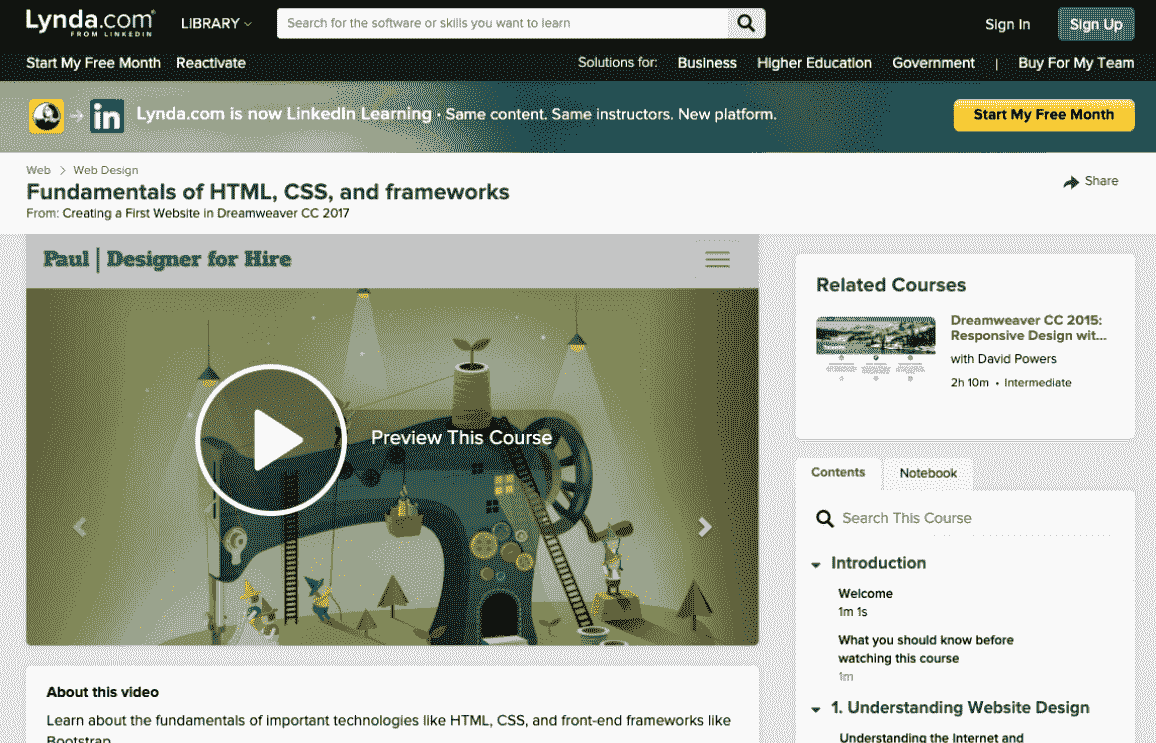 Lynda.com®
FROM LINKEDIN
LIBRARY
Search for the software or skills you want to learn
Sign In
Sign Up
Start My Free Month
Reactivate
Solutions for:
Business
Higher Education
Government
|
Buy For My Team
in
Lynda.com is now LinkedIn Learning · Same content. Same instructors. New platform.
Start My Free Month
Web > Web Design
Fundamentals of HTML, CSS, and frameworks
From: Creating a First Website in Dreamweaver CC 2017
Share
Paul | Designer for Hire
Preview This Course
About this video
Learn about the fundamentals of important technologies like HTML, CSS, and front-end frameworks like
Bootstrap
Related Courses
Dreamweaver CC 2015:
Responsive Design wit...
with David Powers
2h 10m • Intermediate
Contents
Notebook
Search This Course
Introduction
Welcome
1m 1s
What you should know before
watching this course
1m
1. Understanding Website Design
Understanding the Internet and